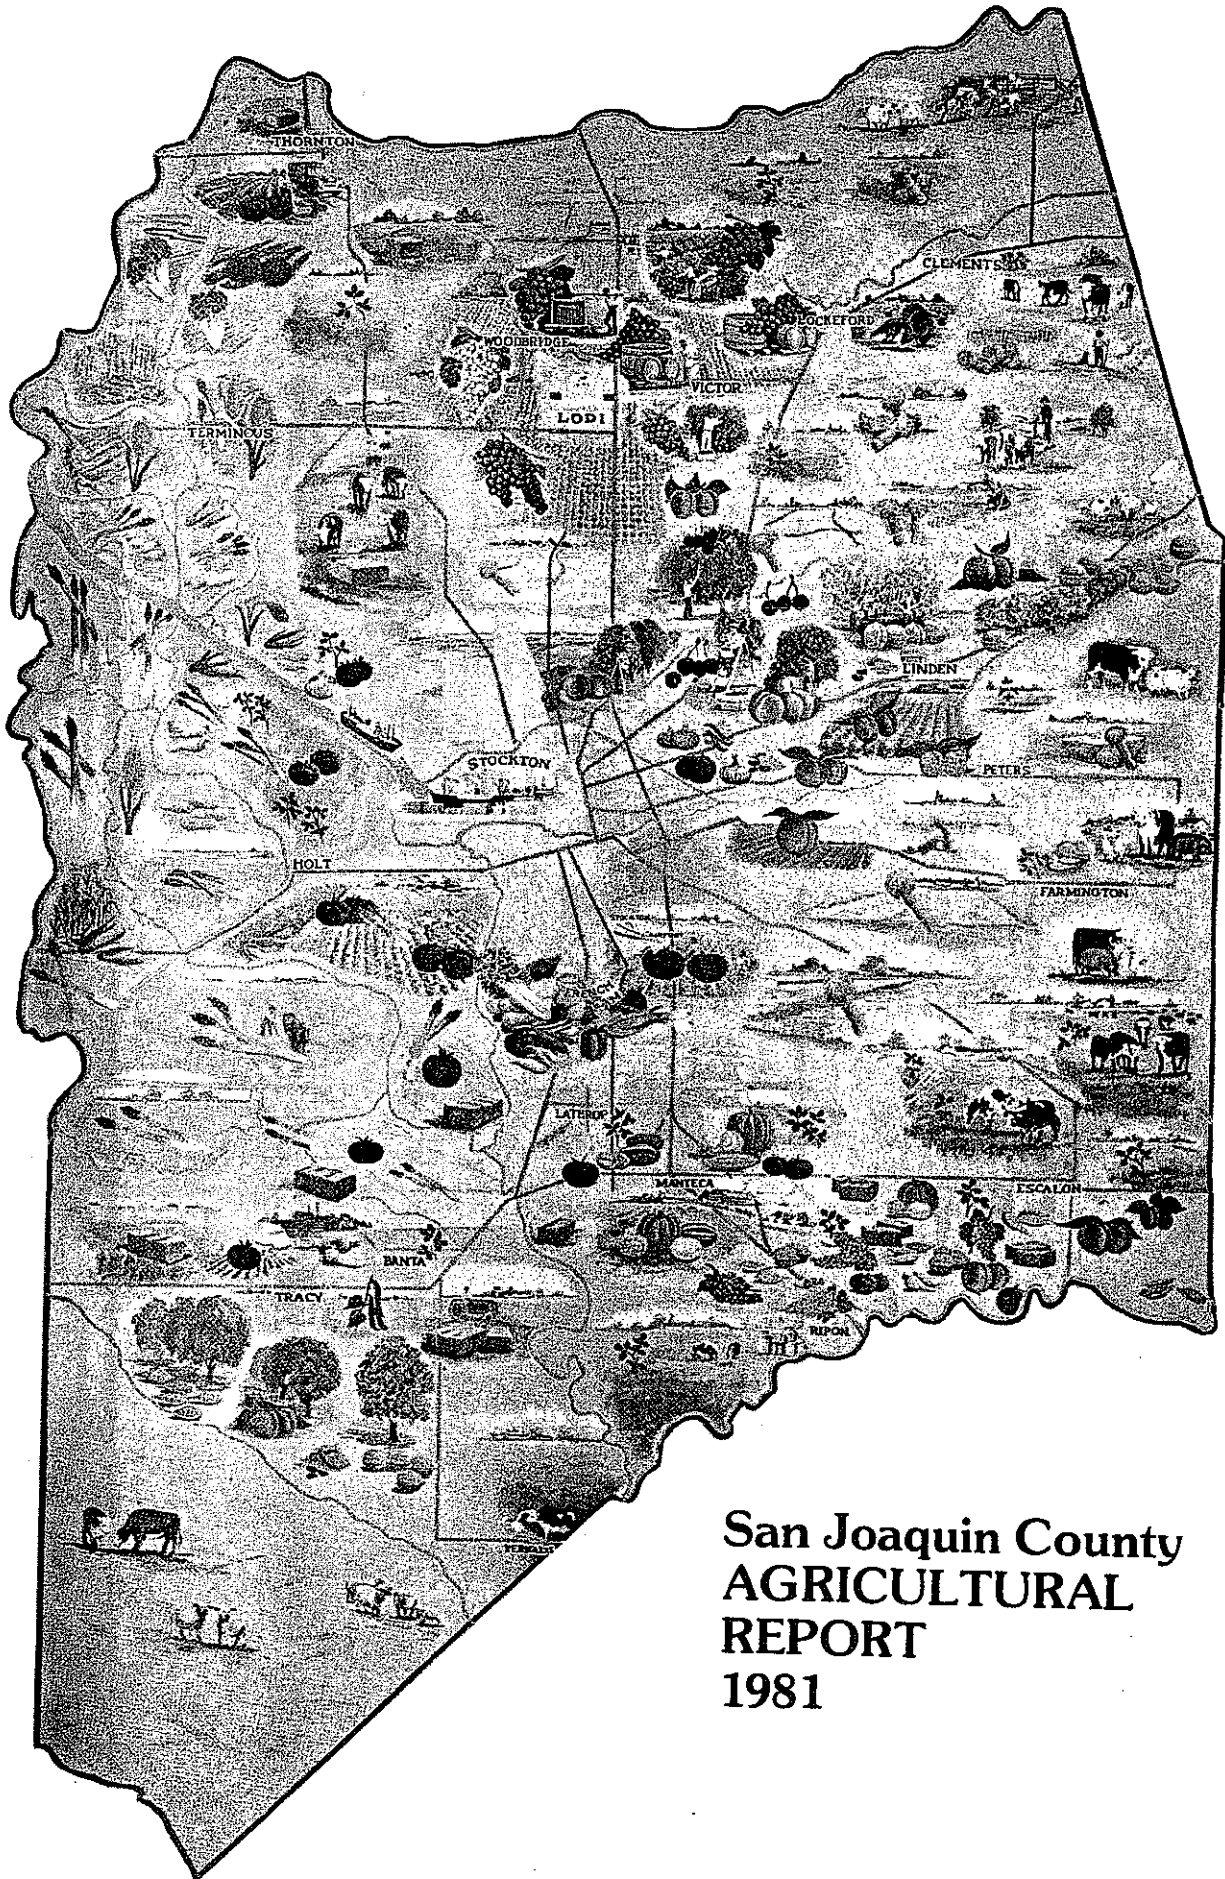 THORNTON
CLEMENTS
LOCKEFORD
WOODBRIDGE
VICTOR
LODI
TERMINOUS
LINDEN
STOCKTON
PETERS
HOLT
FARMINGTON
LATHROP
MANTECA
ESCALON
BANTA
TRACY
RIPON
San Joaquin County
AGRICULTURAL
REPORT
1981